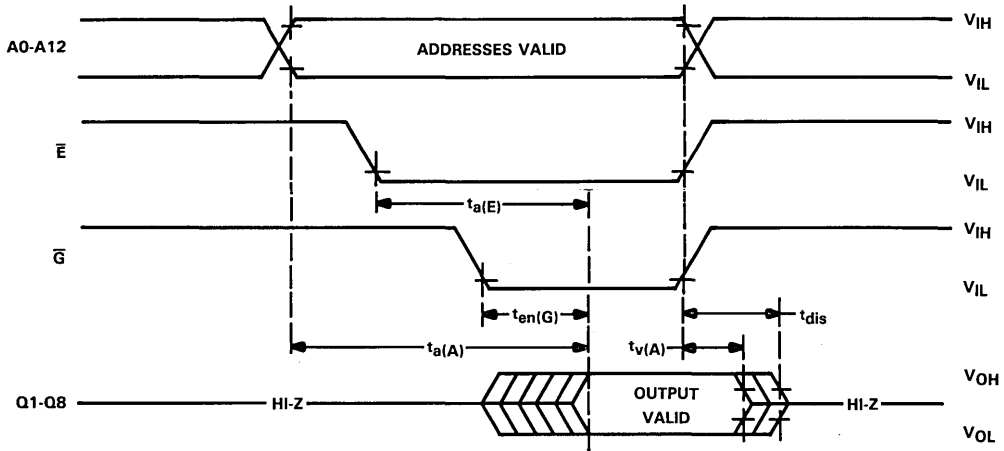 VIH
A0-A12 ADDRESSES VALID
VIL
VIH
E̅
VIL
ta(E)
VIH
G̅
VIL
ten(G) tdis
ta(A) tv(A)
VOH
Q1-Q8 HI-Z OUTPUT VALID HI-Z
VOL